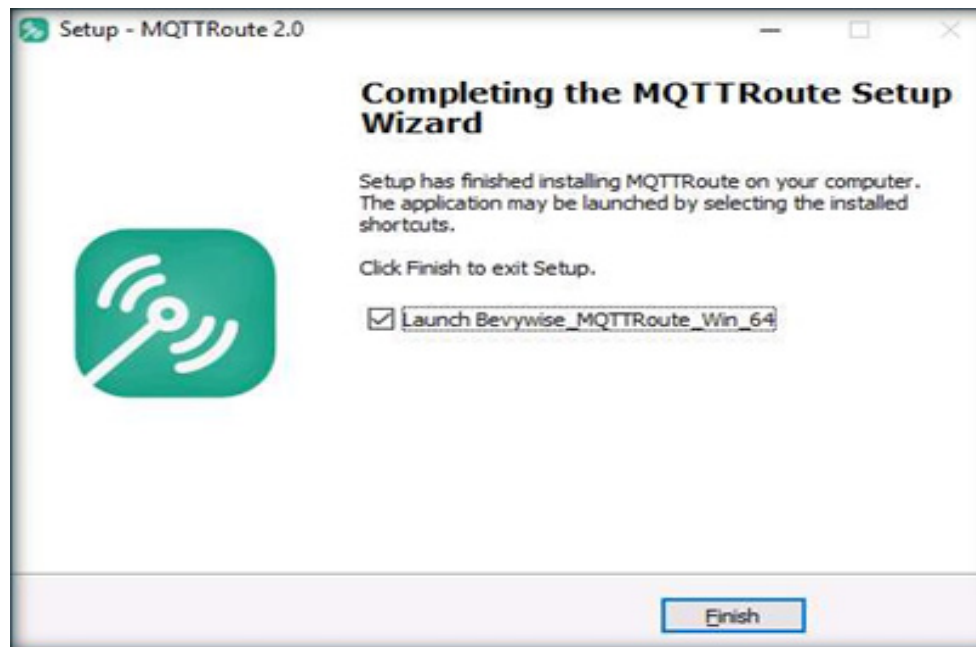 Setup - MQTTRoute 2.0
Completing the MQTTRoute Setup
Wizard
Setup has finished installing MQTTRoute on your computer.
The application may be launched by selecting the installed
shortcuts.
Click Finish to exit Setup.
Launch Bevywise_MQTTRoute_Win_64
Finish